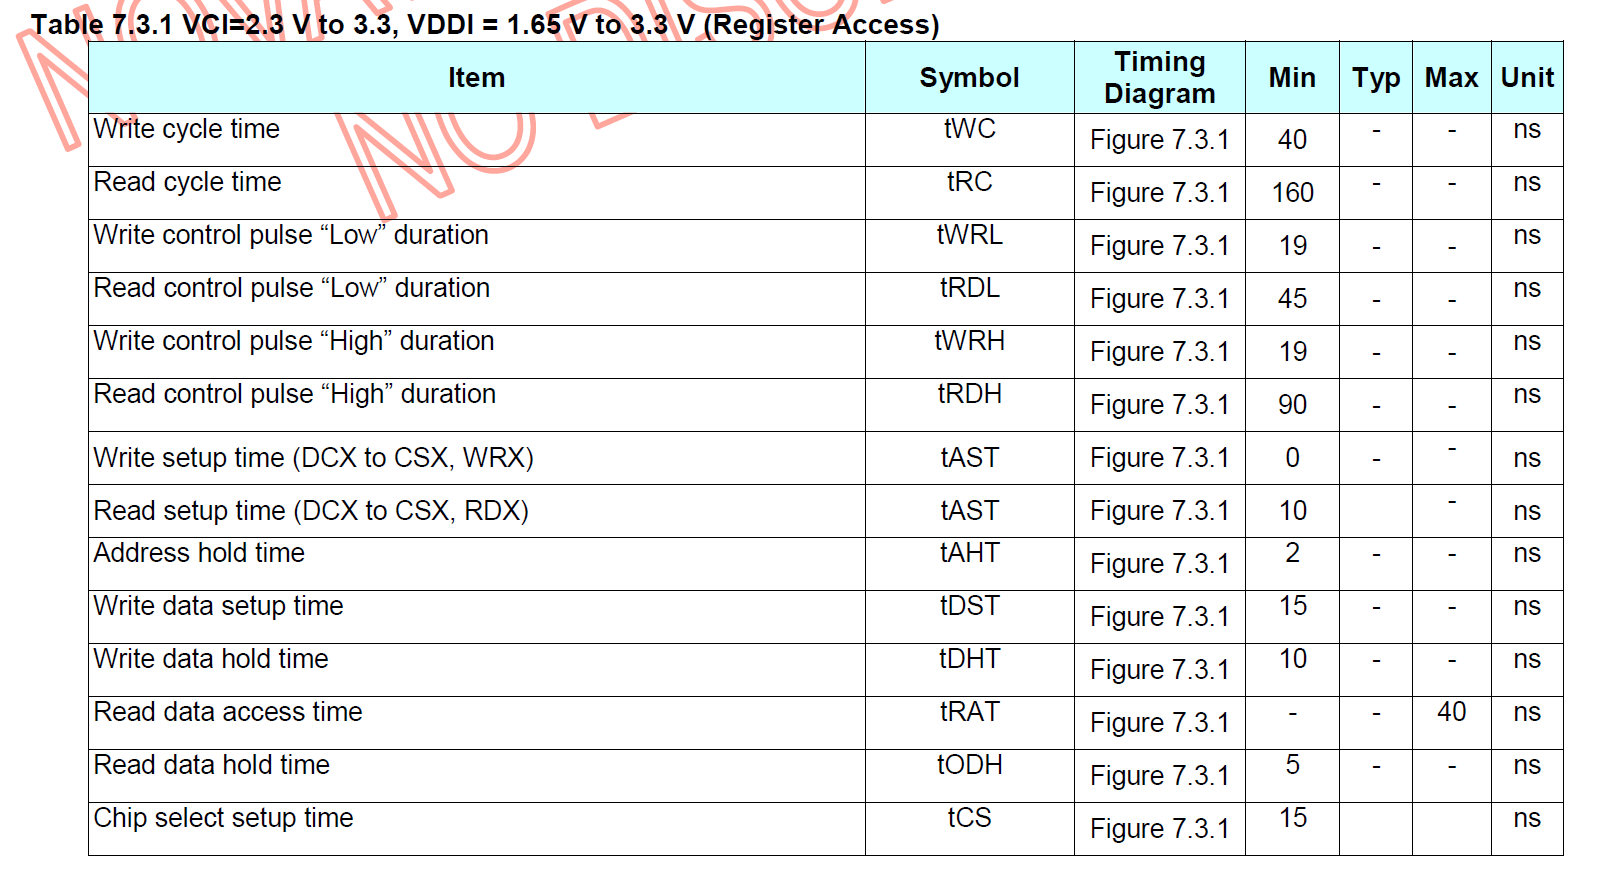 Table 7.3.1 VCI=2.3 V to 3.3, VDDI = 1.65 V to 3.3 V (Register Access)
Item Symbol Timing Diagram Min Typ Max Unit
Write cycle time tWC Figure 7.3.1 40 - - ns
Read cycle time tRC Figure 7.3.1 160 - - ns
Write control pulse “Low” duration tWRL Figure 7.3.1 19 - - ns
Read control pulse “Low” duration tRDL Figure 7.3.1 45 - - ns
Write control pulse “High” duration tWRH Figure 7.3.1 19 - - ns
Read control pulse “High” duration tRDH Figure 7.3.1 90 - - ns
Write setup time (DCX to CSX, WRX) tAST Figure 7.3.1 0 - - ns
Read setup time (DCX to CSX, RDX) tAST Figure 7.3.1 10 - ns
Address hold time tAHT Figure 7.3.1 2 - - ns
Write data setup time tDST Figure 7.3.1 15 - - ns
Write data hold time tDHT Figure 7.3.1 10 - - ns
Read data access time tRAT Figure 7.3.1 - - 40 ns
Read data hold time tODH Figure 7.3.1 5 - - ns
Chip select setup time tCS Figure 7.3.1 15 ns